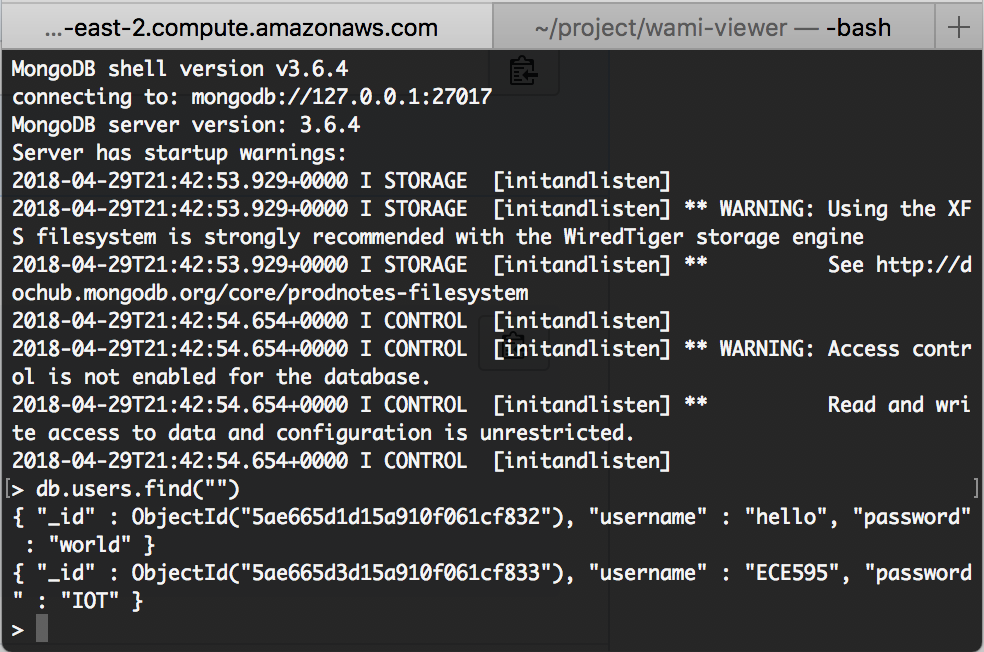 ...-east-2.compute.amazonaws.com ~/project/wami-viewer — -bash +
MongoDB shell version v3.6.4
connecting to: mongodb://127.0.0.1:27017
MongoDB server version: 3.6.4
Server has startup warnings:
2018-04-29T21:42:53.929+0000 I STORAGE  [initandlisten]
2018-04-29T21:42:53.929+0000 I STORAGE  [initandlisten] ** WARNING: Using the XF
S filesystem is strongly recommended with the WiredTiger storage engine
2018-04-29T21:42:53.929+0000 I STORAGE  [initandlisten] **          See http://d
ochub.mongodb.org/core/prodnotes-filesystem
2018-04-29T21:42:54.654+0000 I CONTROL  [initandlisten]
2018-04-29T21:42:54.654+0000 I CONTROL  [initandlisten] ** WARNING: Access contr
ol is not enabled for the database.
2018-04-29T21:42:54.654+0000 I CONTROL  [initandlisten] **          Read and wri
te access to data and configuration is unrestricted.
2018-04-29T21:42:54.654+0000 I CONTROL  [initandlisten]
[> db.users.find("") ]
{ "_id" : ObjectId("5ae665d1d15a910f061cf832"), "username" : "hello", "password"
 : "world" }
{ "_id" : ObjectId("5ae665d3d15a910f061cf833"), "username" : "ECE595", "password
" : "IOT" }
>